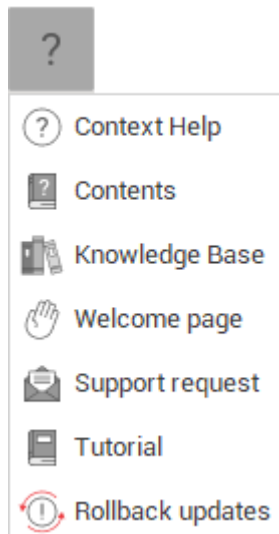 ?
Context Help
Contents
Knowledge Base
Welcome page
Support request
Tutorial
Rollback updates